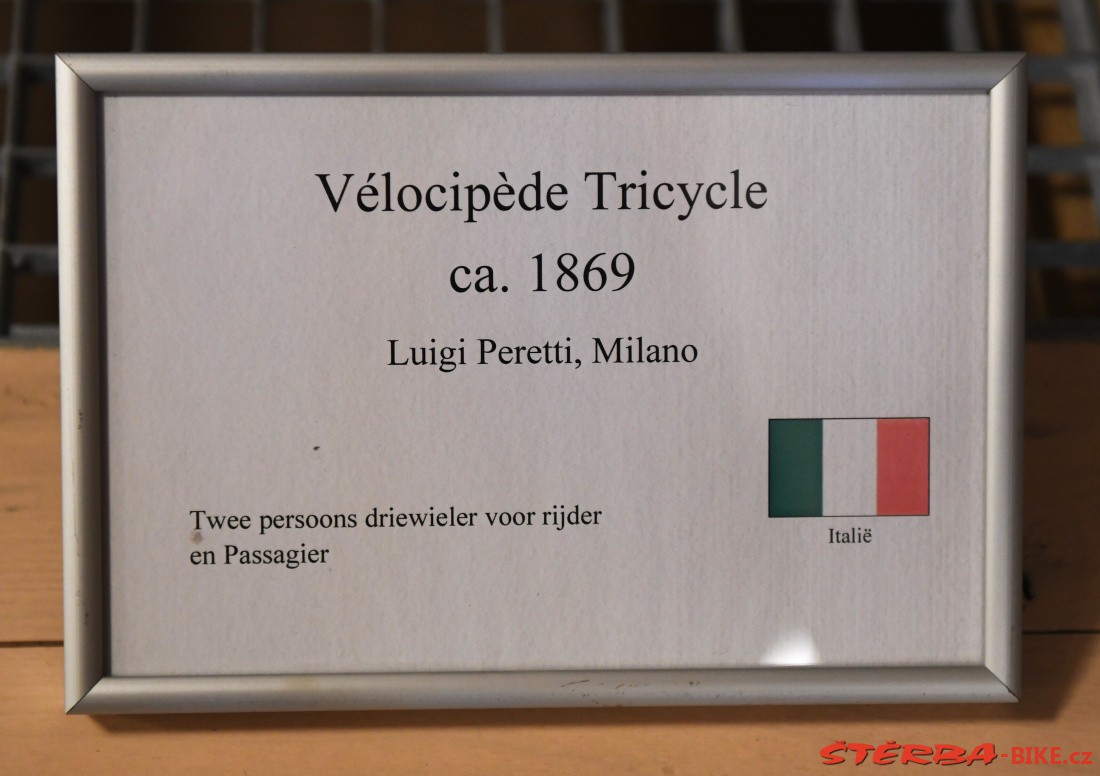 Vélocipède Tricycle
ca. 1869
Luigi Peretti, Milano
Twee persoons driewieler voor rijder
en Passagier
Italië
ŠTĚRBA-BIKE.cz